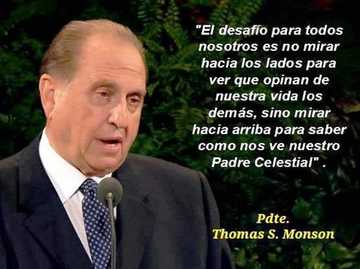 "El desafío para todos
nosotros es no mirar
hacia los lados para
ver que opinan de
nuestra vida los
demás, sino mirar
hacia arriba para saber
como nos ve nuestro
Padre Celestial" .
Pdte.
Thomas S. Monson